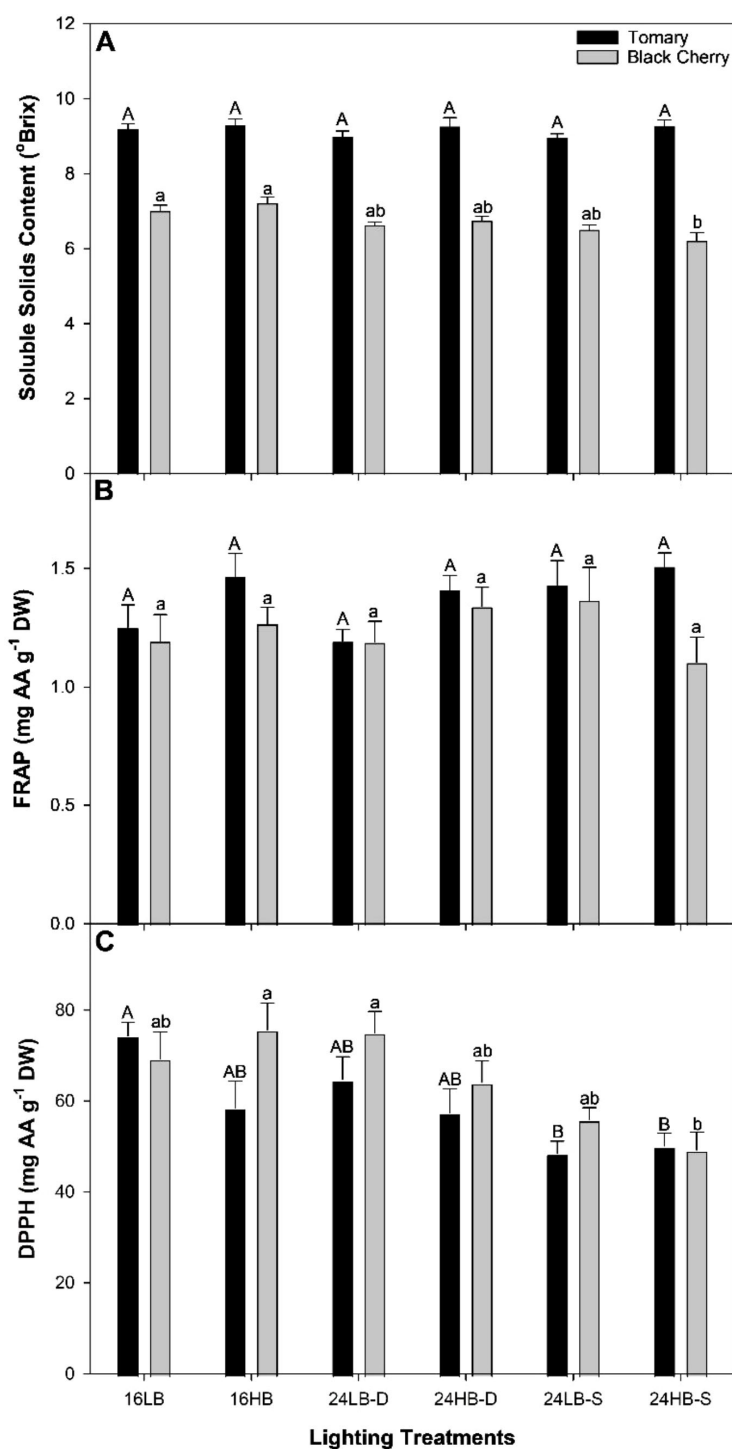 A
Tomary
Black Cherry
Soluble Solids Content (°Brix)
12
10
8
6
4
2
0
A a A a A ab A ab A ab A b
B
FRAP (mg AA g-1 DW)
1.5
1.0
0.5
0.0
A a A a A a A a A a A a
C
DPPH (mg AA g-1 DW)
80
60
40
20
0
A ab AB a AB a AB ab B ab B b
16LB 16HB 24LB-D 24HB-D 24LB-S 24HB-S
Lighting Treatments